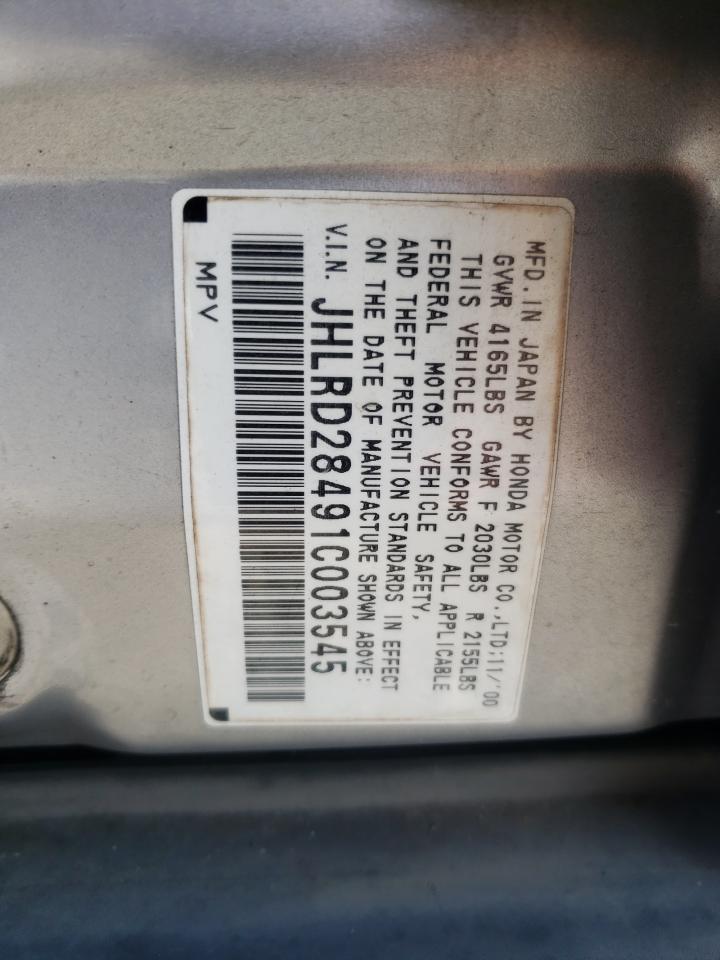 MFD. IN JAPAN BY HONDA MOTOR CO.,LTD;11/'00
GVWR 4165LBS GAWR F 2030LBS R 2155LBS
THIS VEHICLE CONFORMS TO ALL APPLICABLE
FEDERAL MOTOR VEHICLE SAFETY,
AND THEFT PREVENTION STANDARDS IN EFFECT
ON THE DATE OF MANUFACTURE SHOWN ABOVE:
V.I.N. JHLRD28491C003545
MPV